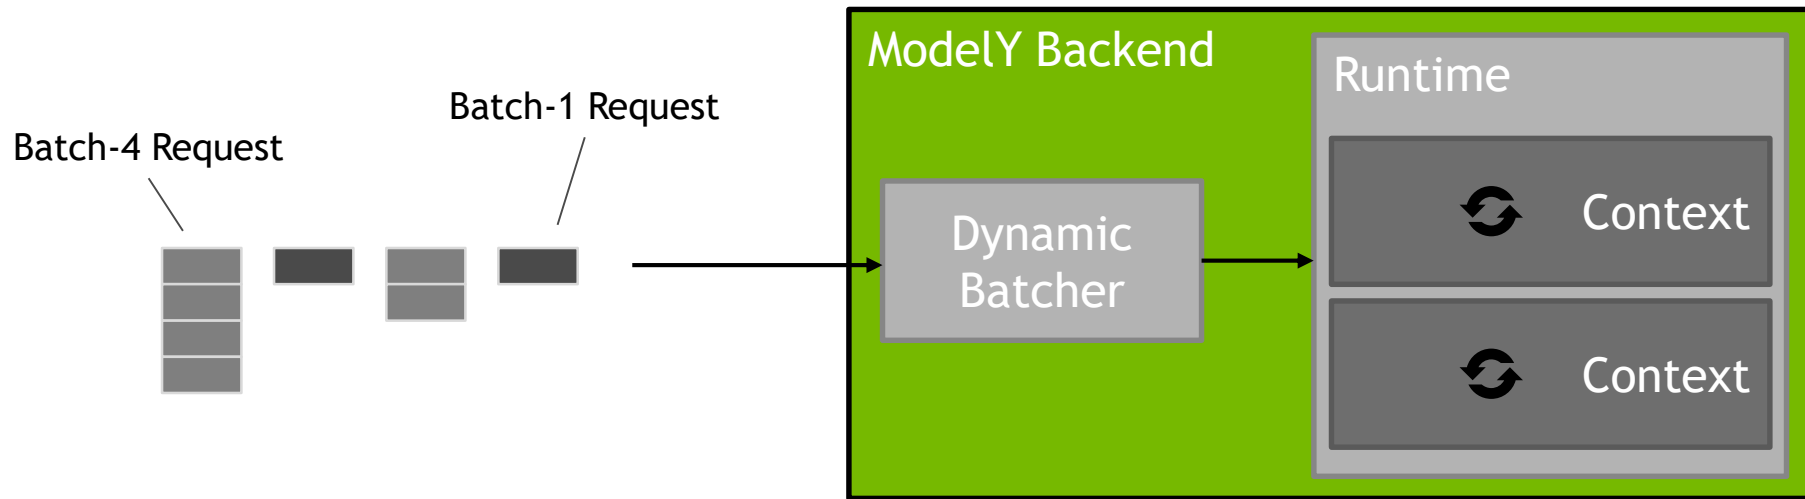 ModelY Backend
Runtime
Batch-1 Request
Batch-4 Request
Dynamic
Batcher
Context
Context